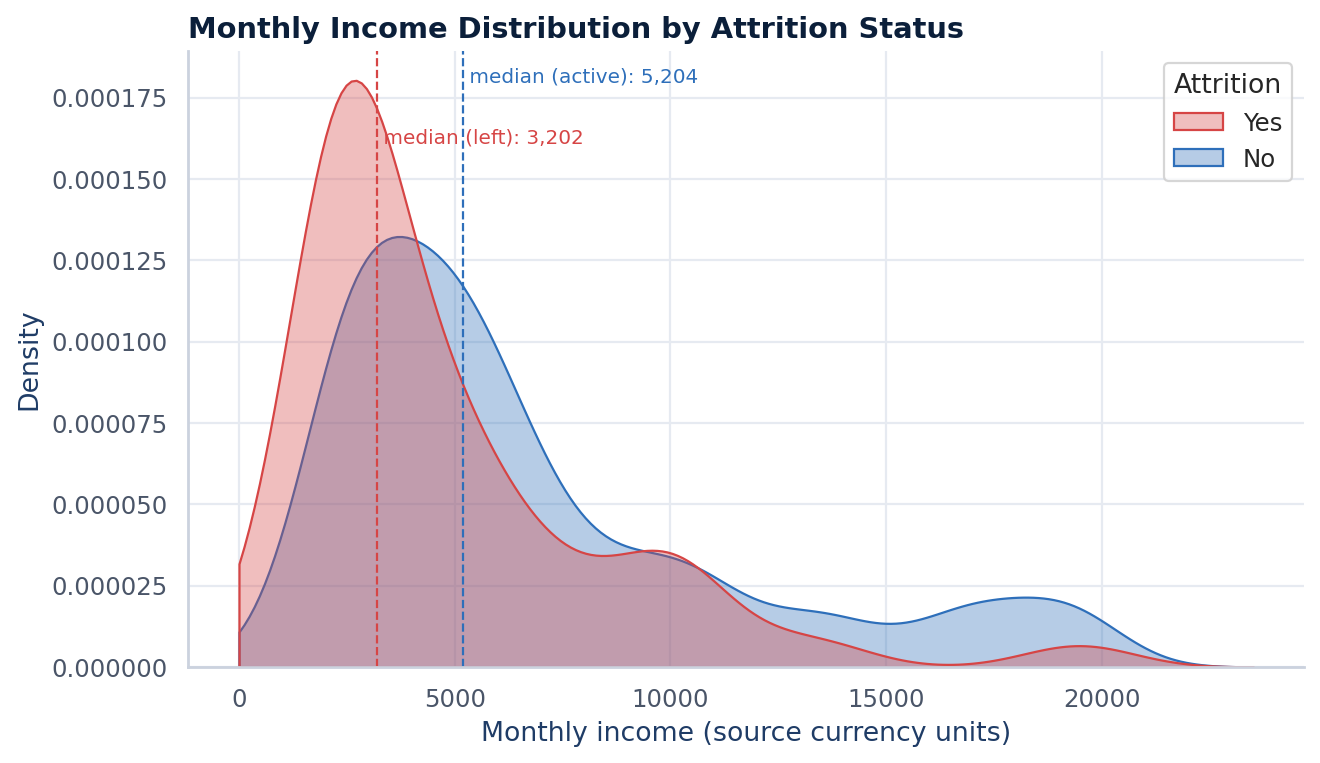 Monthly Income Distribution by Attrition Status
median (active): 5,204
median (left): 3,202
Attrition
Yes
No
Density
0.000175
0.000150
0.000125
0.000100
0.000075
0.000050
0.000025
0.000000
0
5000
10000
15000
20000
Monthly income (source currency units)